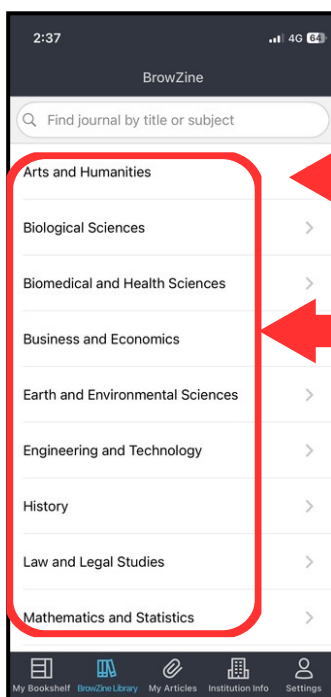 2:37 4G 64
BrowZine
Find journal by title or subject
Arts and Humanities
Biological Sciences
Biomedical and Health Sciences
Business and Economics
Earth and Environmental Sciences
Engineering and Technology
History
Law and Legal Studies
Mathematics and Statistics
My Bookshelf BrowZine Library My Articles Institution Info Settings